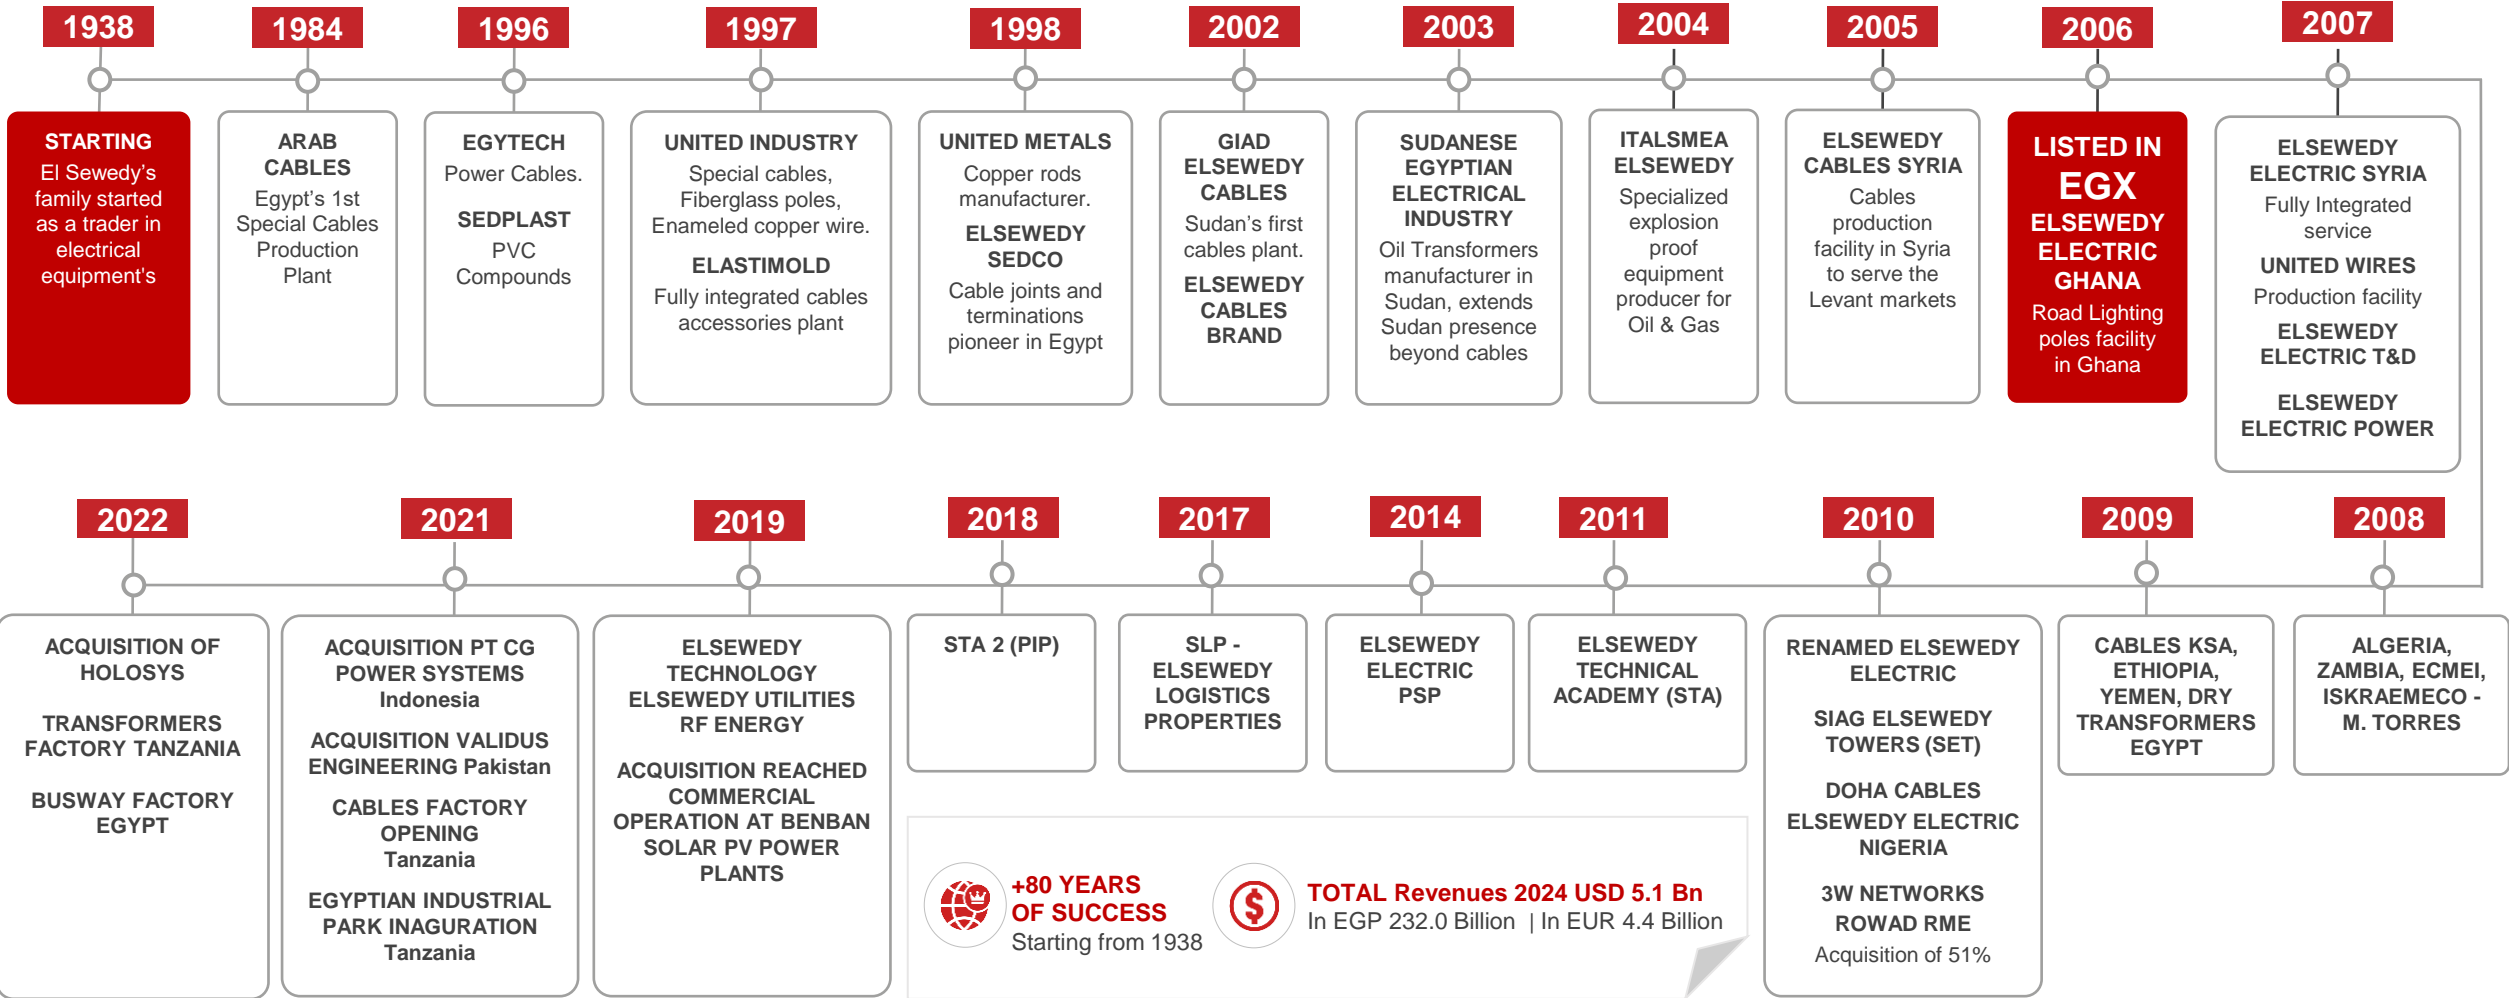 1938
STARTING
El Sewedy's
family started
as a trader in
electrical
equipment's
1984
ARAB
CABLES
Egypt's 1st
Special Cables
Production
Plant
1996
EGYTECH
Power Cables.
SEDPLAST
PVC
Compounds
1997
UNITED INDUSTRY
Special cables,
Fiberglass poles,
Enameled copper wire.
ELASTIMOLD
Fully integrated cables
accessories plant
1998
UNITED METALS
Copper rods
manufacturer.
ELSEWEDY
SEDCO
Cable joints and
terminations
pioneer in Egypt
2002
GIAD
ELSEWEDY
CABLES
Sudan's first
cables plant.
ELSEWEDY
CABLES
BRAND
2003
SUDANESE
EGYPTIAN
ELECTRICAL
INDUSTRY
Oil Transformers
manufacturer in
Sudan, extends
Sudan presence
beyond cables
2004
ITALSMEA
ELSEWEDY
Specialized
explosion
proof
equipment
producer for
Oil & Gas
2005
ELSEWEDY
CABLES SYRIA
Cables
production
facility in Syria
to serve the
Levant markets
2006
LISTED IN
EGX
ELSEWEDY
ELECTRIC
GHANA
Road Lighting
poles facility
in Ghana
2007
ELSEWEDY
ELECTRIC SYRIA
Fully Integrated
service
UNITED WIRES
Production facility
ELSEWEDY
ELECTRIC T&D
ELSEWEDY
ELECTRIC POWER
2022
ACQUISITION OF
HOLOSYS
TRANSFORMERS
FACTORY TANZANIA
BUSWAY FACTORY
EGYPT
2021
ACQUISITION PT CG
POWER SYSTEMS
Indonesia
ACQUISITION VALIDUS
ENGINEERING Pakistan
CABLES FACTORY
OPENING
Tanzania
EGYPTIAN INDUSTRIAL
PARK INAGURATION
Tanzania
2019
ELSEWEDY
TECHNOLOGY
ELSEWEDY UTILITIES
RF ENERGY
ACQUISITION REACHED
COMMERCIAL
OPERATION AT BENBAN
SOLAR PV POWER
PLANTS
2018
STA 2 (PIP)
2017
SLP -
ELSEWEDY
LOGISTICS
PROPERTIES
2014
ELSEWEDY
ELECTRIC
PSP
2011
ELSEWEDY
TECHNICAL
ACADEMY (STA)
2010
RENAMED ELSEWEDY
ELECTRIC
SIAG ELSEWEDY
TOWERS (SET)
DOHA CABLES
ELSEWEDY ELECTRIC
NIGERIA
3W NETWORKS
ROWAD RME
Acquisition of 51%
2009
CABLES KSA,
ETHIOPIA,
YEMEN, DRY
TRANSFORMERS
EGYPT
2008
ALGERIA,
ZAMBIA, ECMEI,
ISKRAEMECO -
M. TORRES
+80 YEARS
OF SUCCESS
Starting from 1938
$
TOTAL Revenues 2024 USD 5.1 Bn
In EGP 232.0 Billion | In EUR 4.4 Billion